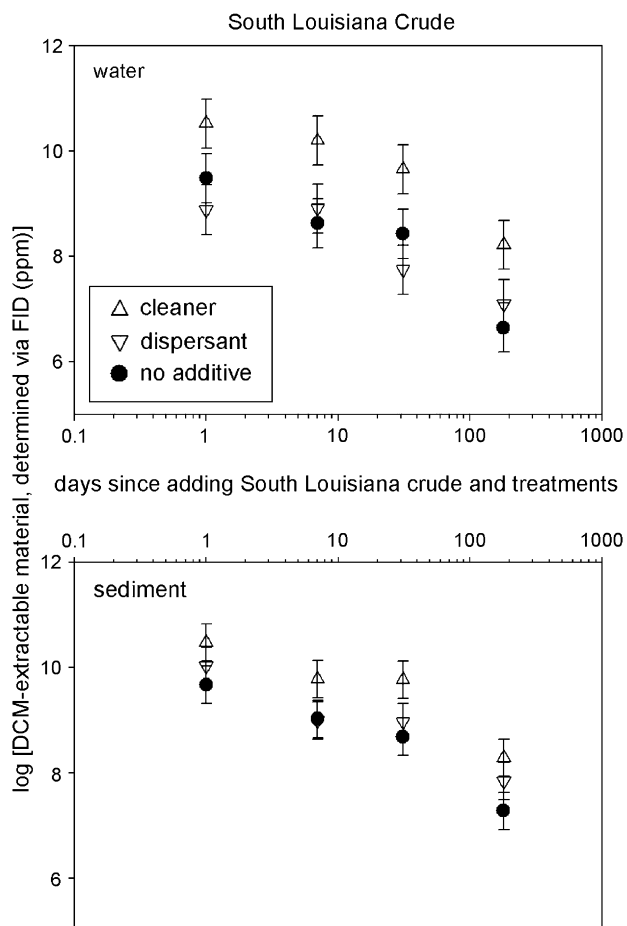 South Louisiana Crude
12
water
10
8
cleaner
dispersant
no additive
6
0.1 1 10 100 1000
days since adding South Louisiana crude and treatments
0.1 1 10 100 1000
12
sediment
10
8
6
log [DCM-extractable material, determined via FID (ppm)]